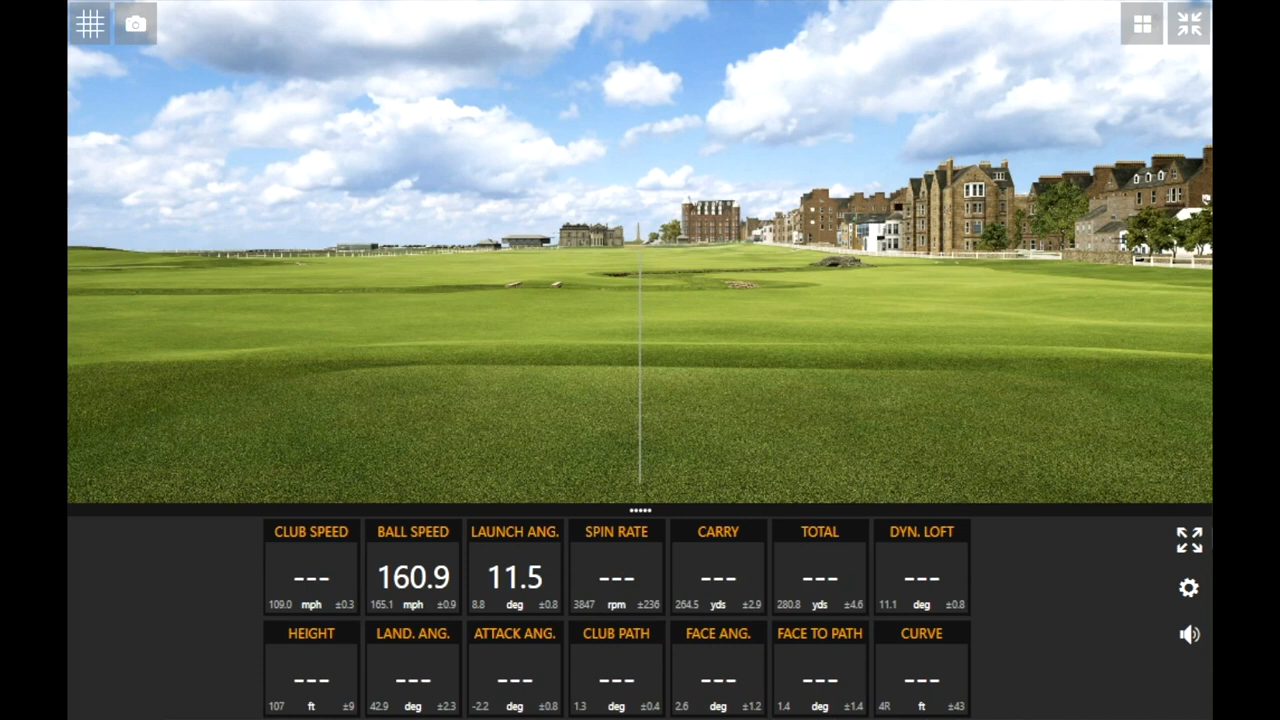 CLUB SPEED BALL SPEED LAUNCH ANG. SPIN RATE CARRY TOTAL DYN. LOFT
--- 160.9 11.5 --- --- --- ---
109.0 mph ±0.3 165.1 mph ±0.9 8.8 deg ±0.8 3847 rpm ±236 264.5 yds ±2.9 280.8 yds ±4.6 11.1 deg ±0.8
HEIGHT LAND. ANG. ATTACK ANG. CLUB PATH FACE ANG. FACE TO PATH CURVE
--- --- --- --- --- --- ---
107 ft ±9 42.9 deg ±2.3 -2.2 deg ±0.8 1.3 deg ±0.4 2.6 deg ±1.2 1.4 deg ±1.4 4R ft ±43